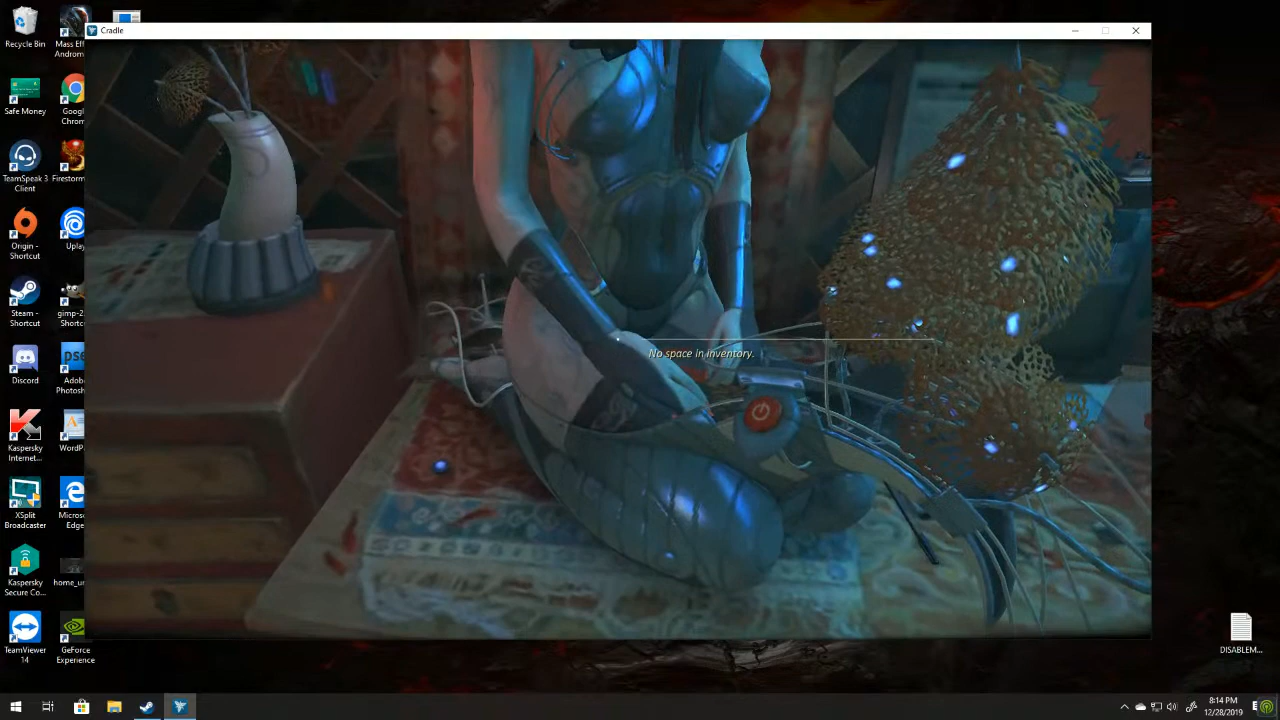 Cradle
Recycle Bin
Mass Eff
Androm
Safe Money
Googl
Chrom
TeamSpeak 3
Client
Firestorm
Origin -
Shortcut
Uplay
Steam -
Shortcut
gimp-2.
Shortc
Discord
Adob
Photosh
Kaspersky
Internet...
WordP
XSplit
Broadcaster
Micros
Edge
Kaspersky
Secure Co...
home_ur
TeamViewer
14
GeForce
Experience
No space in inventory.
DISABLEM...
8:14 PM
12/28/2019